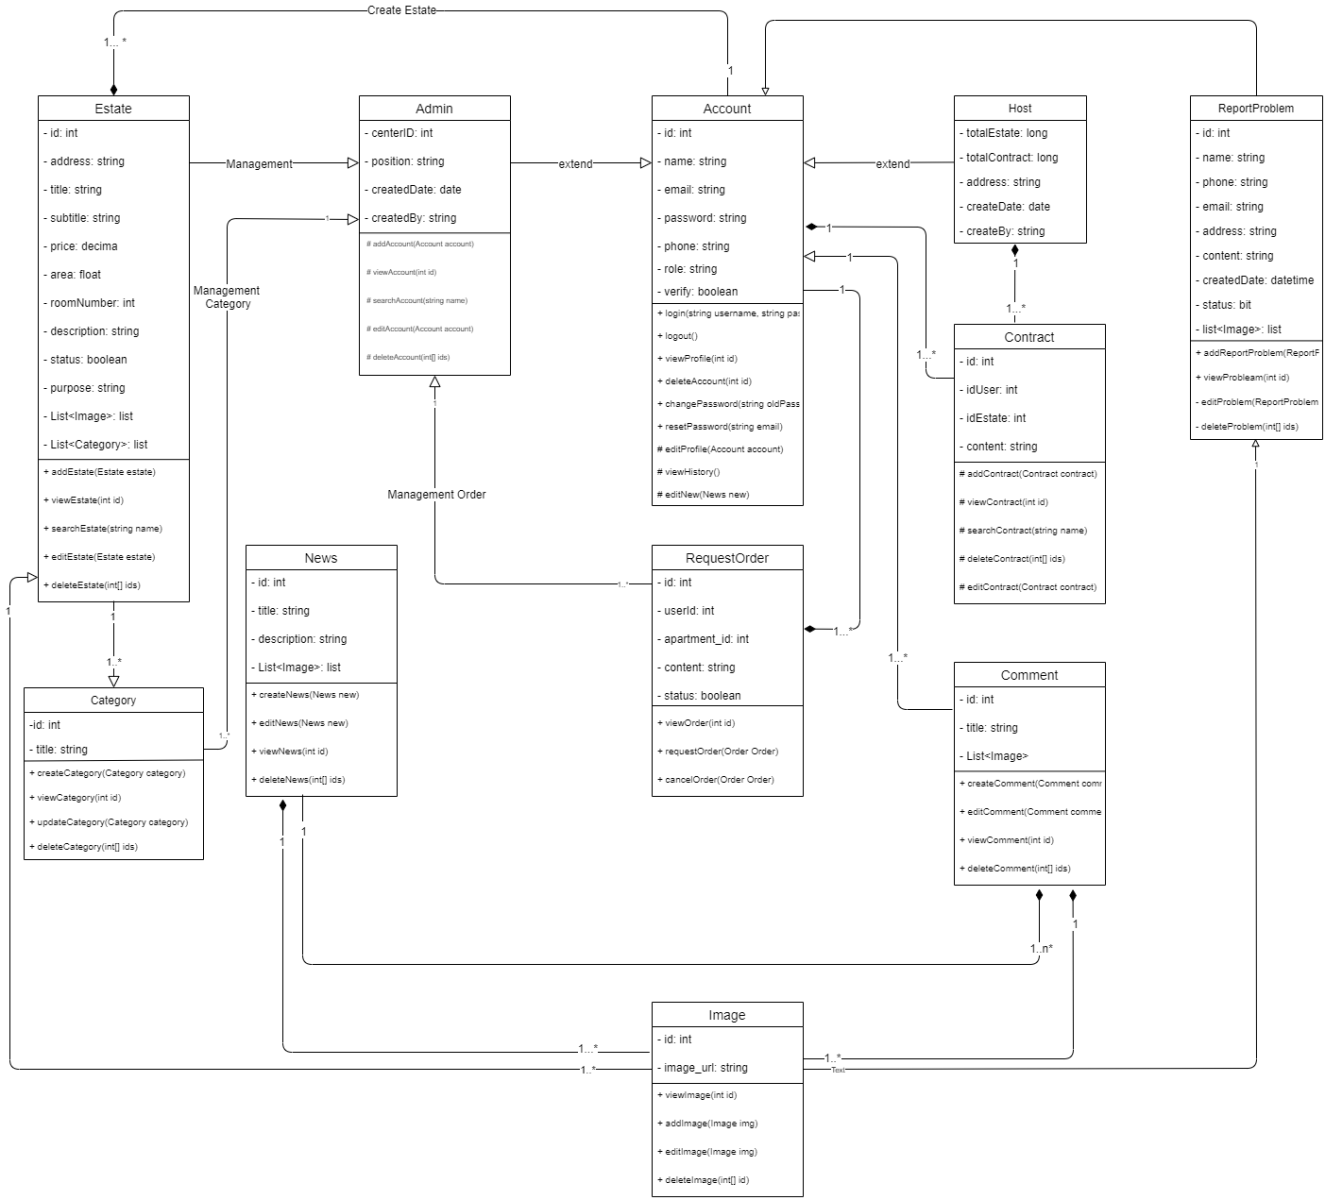 Create Estate
1... *
1
Estate
- id: int
- address: string
- title: string
- subtitle: string
- price: decima
- area: float
- roomNumber: int
- description: string
- status: boolean
- purpose: string
- List<Image>: list
- List<Category>: list
+ addEstate(Estate estate)
+ viewEstate(int id)
+ searchEstate(string name)
+ editEstate(Estate estate)
+ deleteEstate(int[] ids)
Management
Admin
- centerID: int
- position: string
- createdDate: date
- createdBy: string
# addAccount(Account account)
# viewAccount(int id)
# searchAccount(string name)
# editAccount(Account account)
# deleteAccount(int[] ids)
extend
Account
- id: int
- name: string
- email: string
- password: string
- phone: string
- role: string
- verify: boolean
+ login(string username, string pas
+ logout()
+ viewProfile(int id)
+ deleteAccount(int id)
+ changePassword(string oldPass
+ resetPassword(string email)
# editProfile(Account account)
# viewHistory()
# editNew(News new)
extend
Host
- totalEstate: long
- totalContract: long
- address: string
- createDate: date
- createBy: string
ReportProblem
- id: int
- name: string
- phone: string
- email: string
- address: string
- content: string
- createdDate: datetime
- status: bit
- list<Image>: list
+ addReportProblem(ReportF
+ viewProbleam(int id)
- editProblem(ReportProblem
- deleteProblem(int[] ids)
1
1
Management
Category
1
1
1
1
1...*
1...*
Contract
- id: int
- idUser: int
- idEstate: int
- content: string
# addContract(Contract contract)
# viewContract(int id)
# searchContract(string name)
# deleteContract(int[] ids)
# editContract(Contract contract)
1
Management Order
1..*
1...*
1...*
1
1
1..*
1..*
News
- id: int
- title: string
- description: string
- List<Image>: list
+ createNews(News new)
+ editNews(News new)
+ viewNews(int id)
+ deleteNews(int[] ids)
RequestOrder
- id: int
- userId: int
- apartment_id: int
- content: string
- status: boolean
+ viewOrder(int id)
+ requestOrder(Order Order)
+ cancelOrder(Order Order)
Category
-id: int
- title: string
+ createCategory(Category category)
+ viewCategory(int id)
+ updateCategory(Category category)
+ deleteCategory(int[] ids)
Comment
- id: int
- title: string
- List<Image>
+ createComment(Comment comr
+ editComment(Comment comme
+ viewComment(int id)
+ deleteComment(int[] ids)
1
1
1
1..n*
Image
- id: int
- image_url: string
+ viewImage(int id)
+ addImage(Image img)
+ editImage(Image img)
+ deleteImage(int[] id)
1...*
1..*
1..*
Text